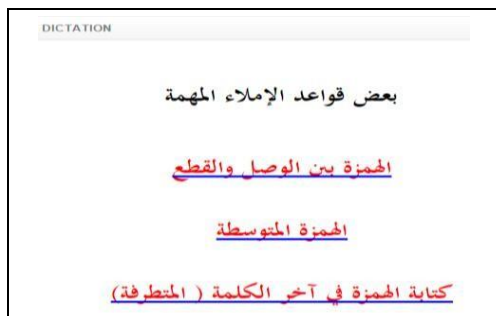 DICTATION
بعض قواعد الإملاء المهمة
الهمزة بين الوصل والقطع
الهمزة المتوسطة
كتابة الهمزة في آخر الكلمة ( المتطرفة)